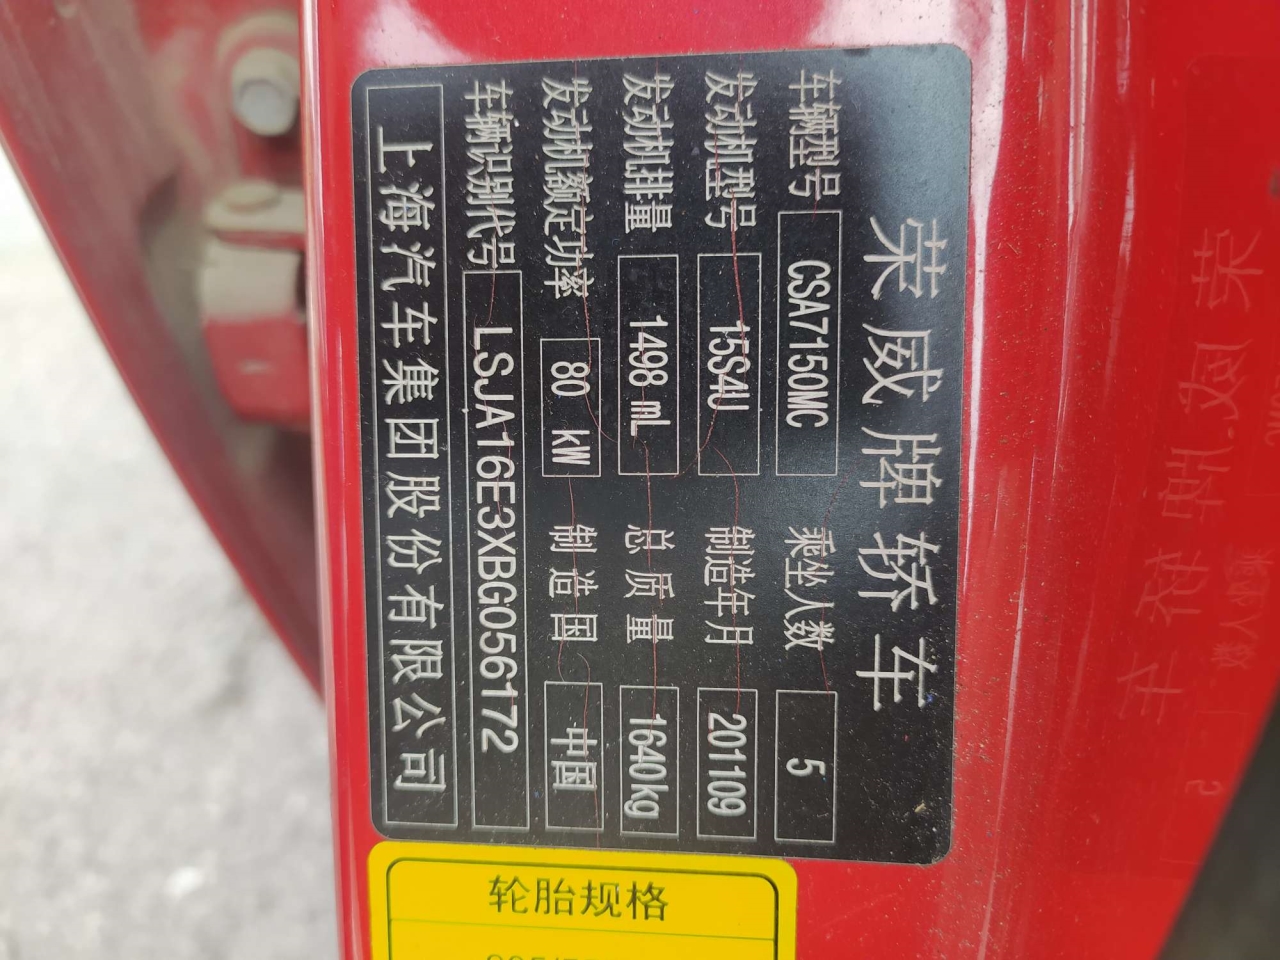 荣威牌轿车
车辆型号 CSA7150MC 乘坐人数 5
发动机型号 15S4U 制造年月 201109
发动机排量 1498 mL 总质量 1640kg
发动机额定功率 80 kW 制造国 中国
车辆识别代号 LSJA16E3XBG056172
上海汽车集团股份有限公司
轮胎规格